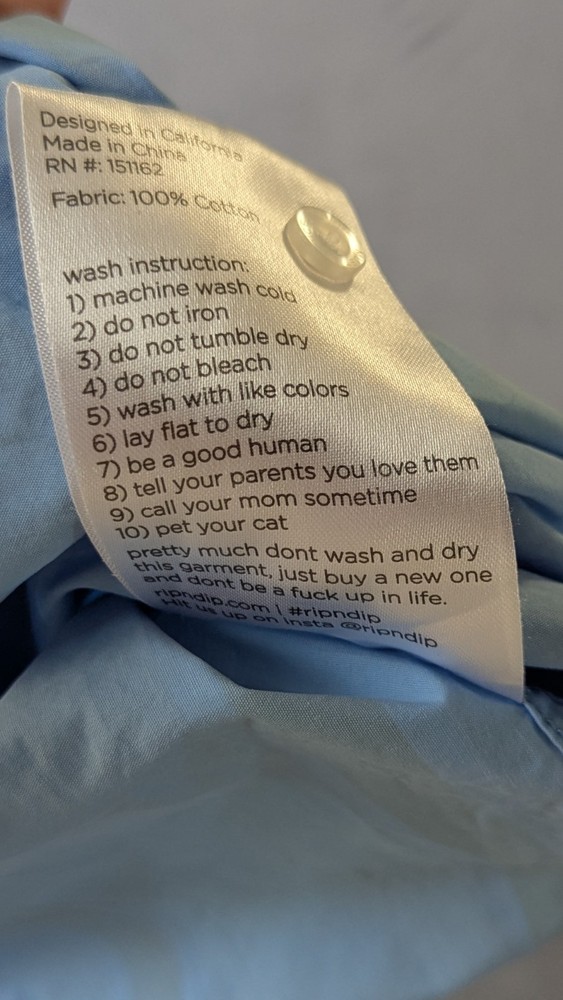 Designed in California
Made in China
RN #: 151162
Fabric: 100% Cotton
wash instruction:
1) machine wash cold
2) do not iron
3) do not tumble dry
4) do not bleach
5) wash with like colors
6) lay flat to dry
7) be a good human
8) tell your parents you love them
9) call your mom sometime
10) pet your cat
pretty much dont wash and dry
this garment, just buy a new one
and dont be a fuck up in life.
ripndip.com | #ripndip
Hit us up on insta @ripndip